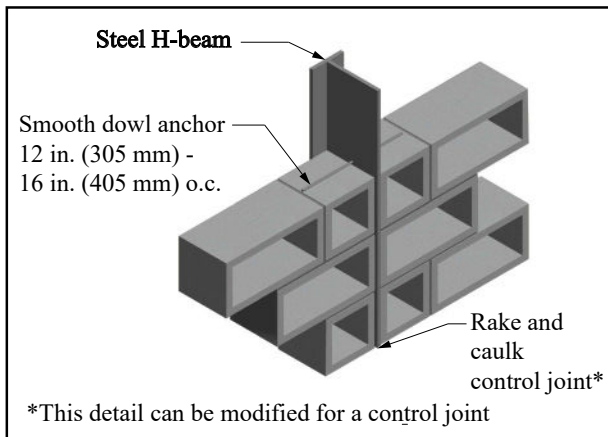 Steel H-beam
Smooth dowl anchor
12 in. (305 mm) -
16 in. (405 mm) o.c.
Rake and
caulk
control joint*
*This detail can be modified for a control joint